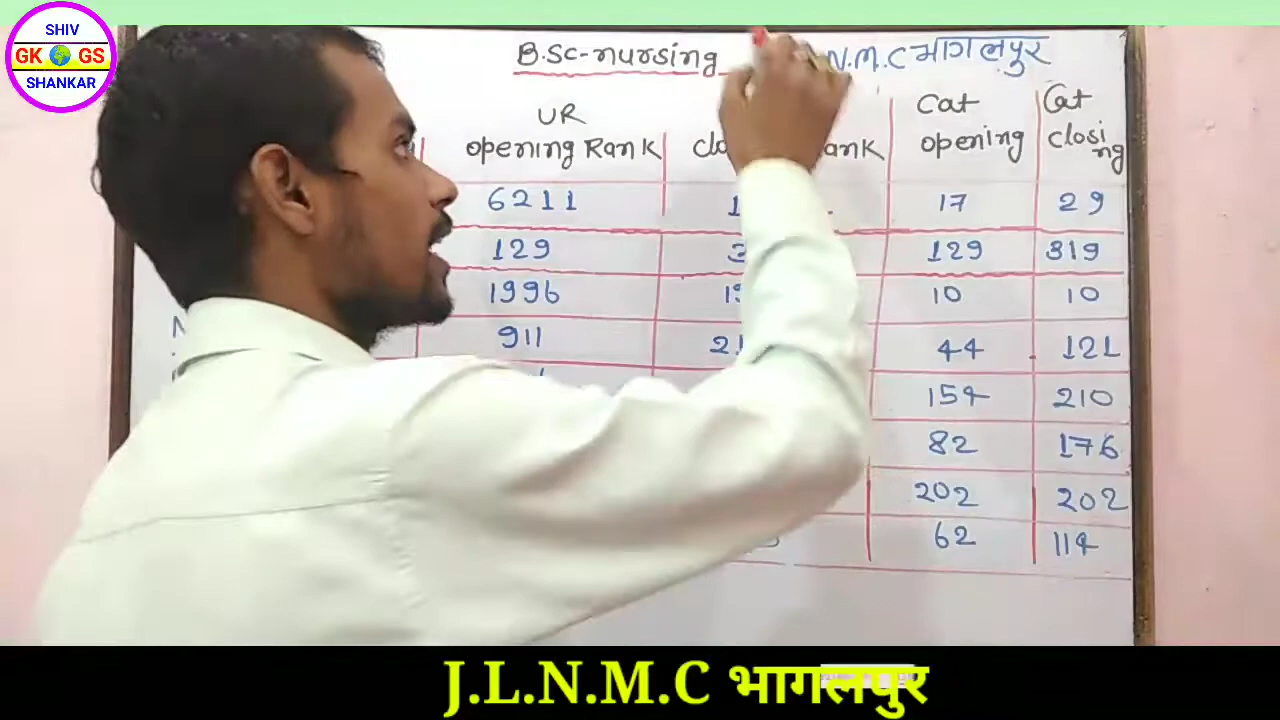 SHIV
GK GS
SHANKAR
B.Sc-nursing N.M.C भागलपुर
UR opening Rank Cat opening Cat closing
6211 17 29
129 129 319
1996 10 10
911 44 121
154 210
82 176
202 202
62 114
J.L.N.M.C भागलपुर